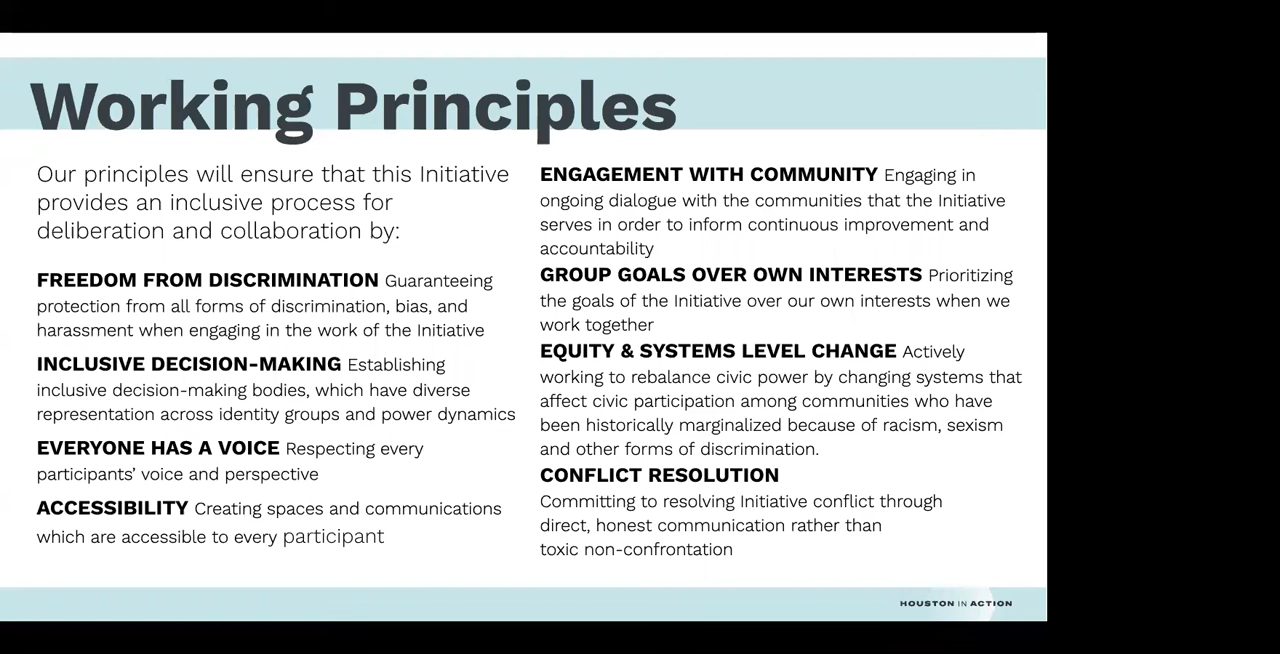 Working Principles
Our principles will ensure that this Initiative
provides an inclusive process for
deliberation and collaboration by:
FREEDOM FROM DISCRIMINATION Guaranteeing
protection from all forms of discrimination, bias, and
harassment when engaging in the work of the Initiative
INCLUSIVE DECISION-MAKING Establishing
inclusive decision-making bodies, which have diverse
representation across identity groups and power dynamics
EVERYONE HAS A VOICE Respecting every
participants’ voice and perspective
ACCESSIBILITY Creating spaces and communications
which are accessible to every participant
ENGAGEMENT WITH COMMUNITY Engaging in
ongoing dialogue with the communities that the Initiative
serves in order to inform continuous improvement and
accountability
GROUP GOALS OVER OWN INTERESTS Prioritizing
the goals of the Initiative over our own interests when we
work together
EQUITY & SYSTEMS LEVEL CHANGE Actively
working to rebalance civic power by changing systems that
affect civic participation among communities who have
been historically marginalized because of racism, sexism
and other forms of discrimination.
CONFLICT RESOLUTION
Committing to resolving Initiative conflict through
direct, honest communication rather than
toxic non-confrontation
HOUSTON IN ACTION